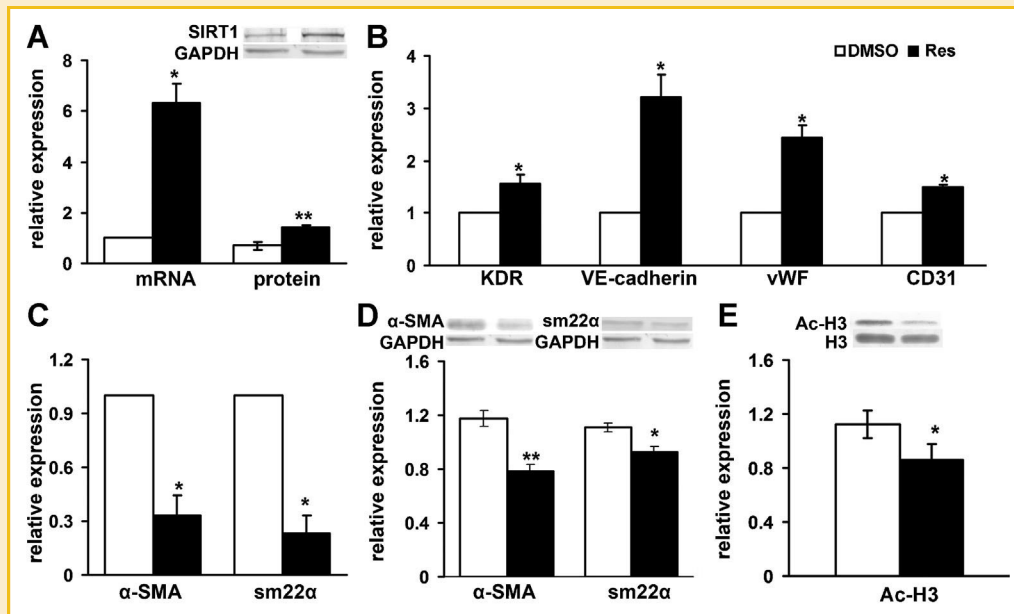 A
SIRT1
GAPDH
relative expression
8
6
4
2
0
*
**
mRNA
protein
B
DMSO
Res
relative expression
4
3
2
1
0
*
*
*
*
KDR
VE-cadherin
vWF
CD31
C
relative expression
1.2
0.9
0.6
0.3
0
*
*
α-SMA
sm22α
D
α-SMA
GAPDH
sm22α
GAPDH
relative expression
1.6
1.2
0.8
0.4
0
**
*
α-SMA
sm22α
E
Ac-H3
H3
relative expression
1.6
1.2
0.8
0.4
0
*
Ac-H3